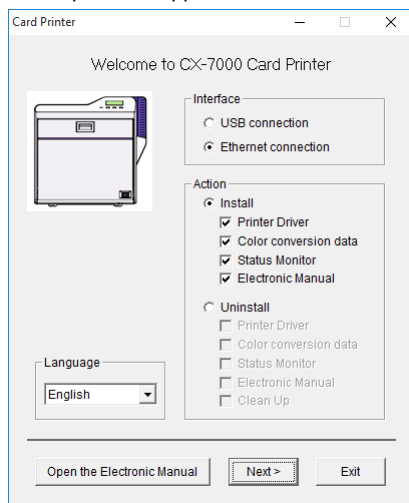 Card Printer
Welcome to CX-7000 Card Printer
Interface
USB connection
Ethernet connection
Action
Install
Printer Driver
Color conversion data
Status Monitor
Electronic Manual
Uninstall
Printer Driver
Color conversion data
Status Monitor
Electronic Manual
Clean Up
Language
English
Open the Electronic Manual
Next >
Exit